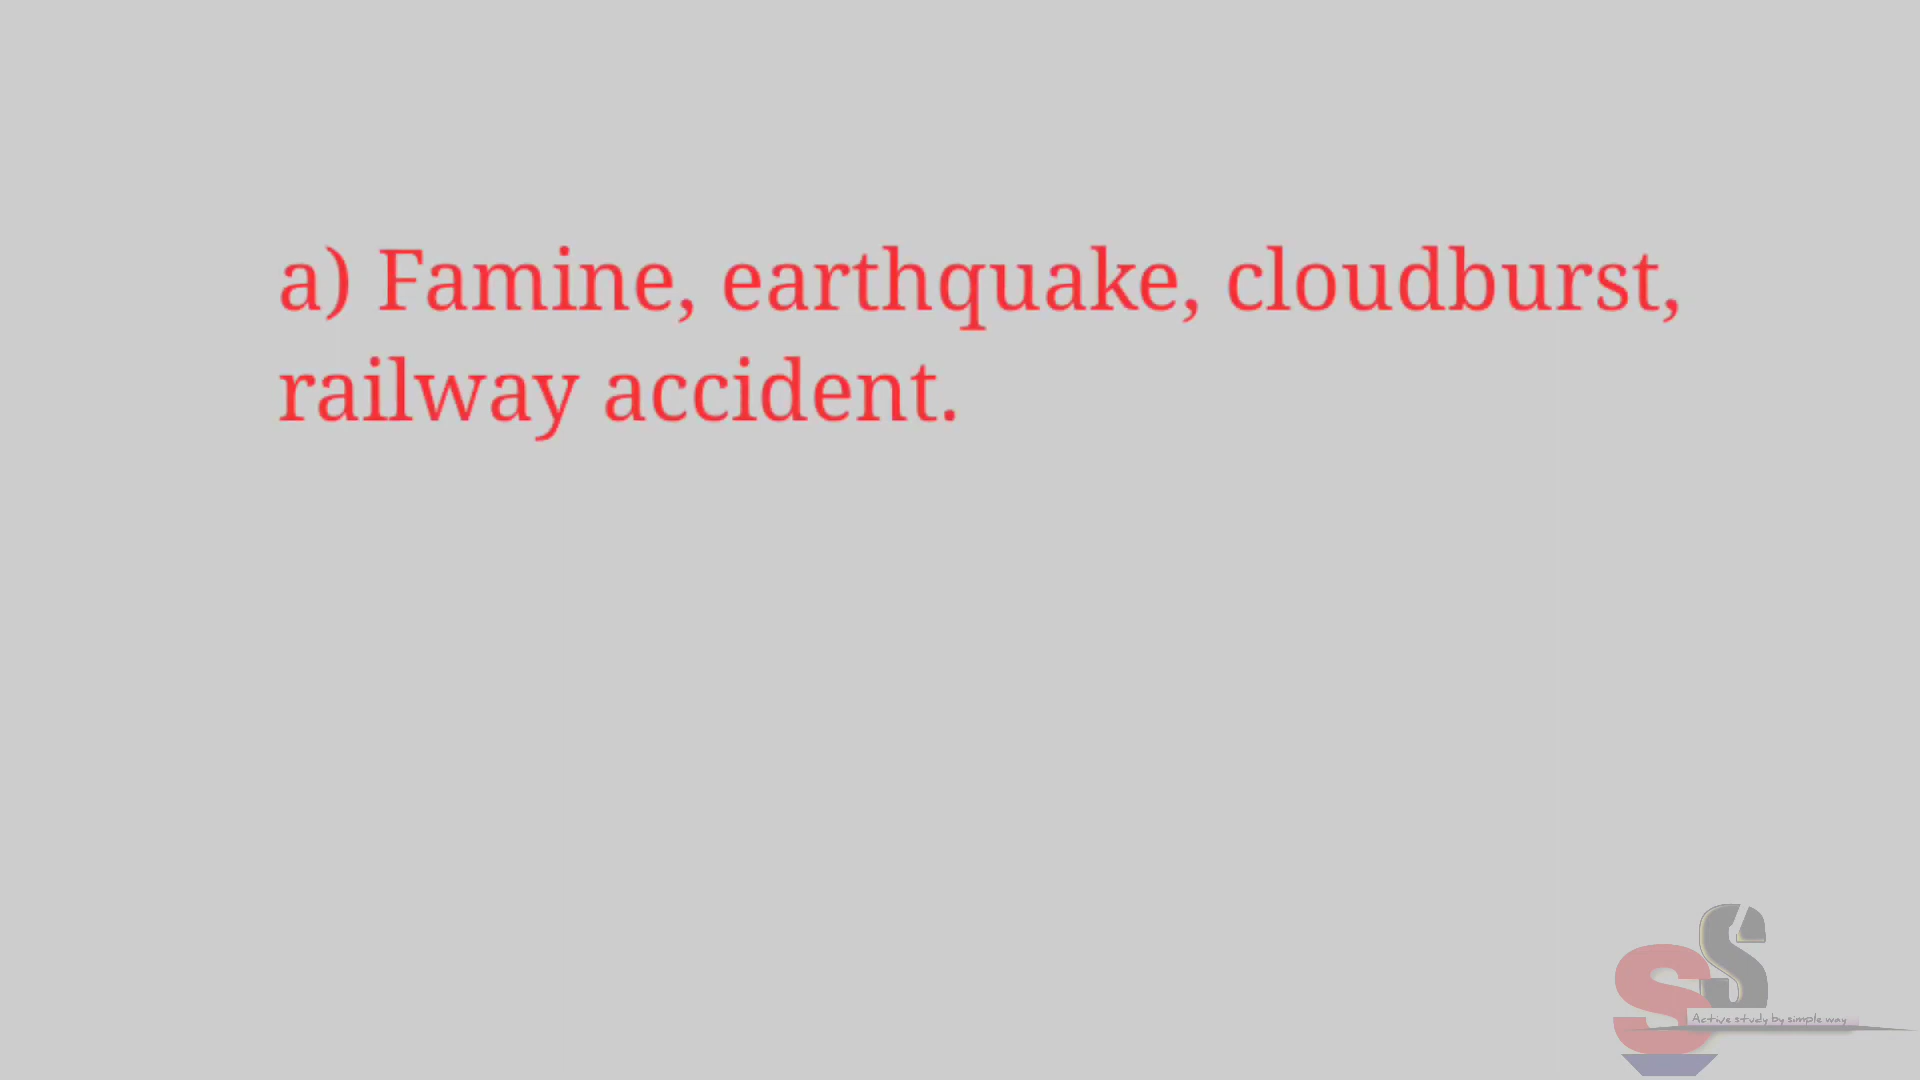 a) Famine, earthquake, cloudburst,
railway accident.
Active study by simple way